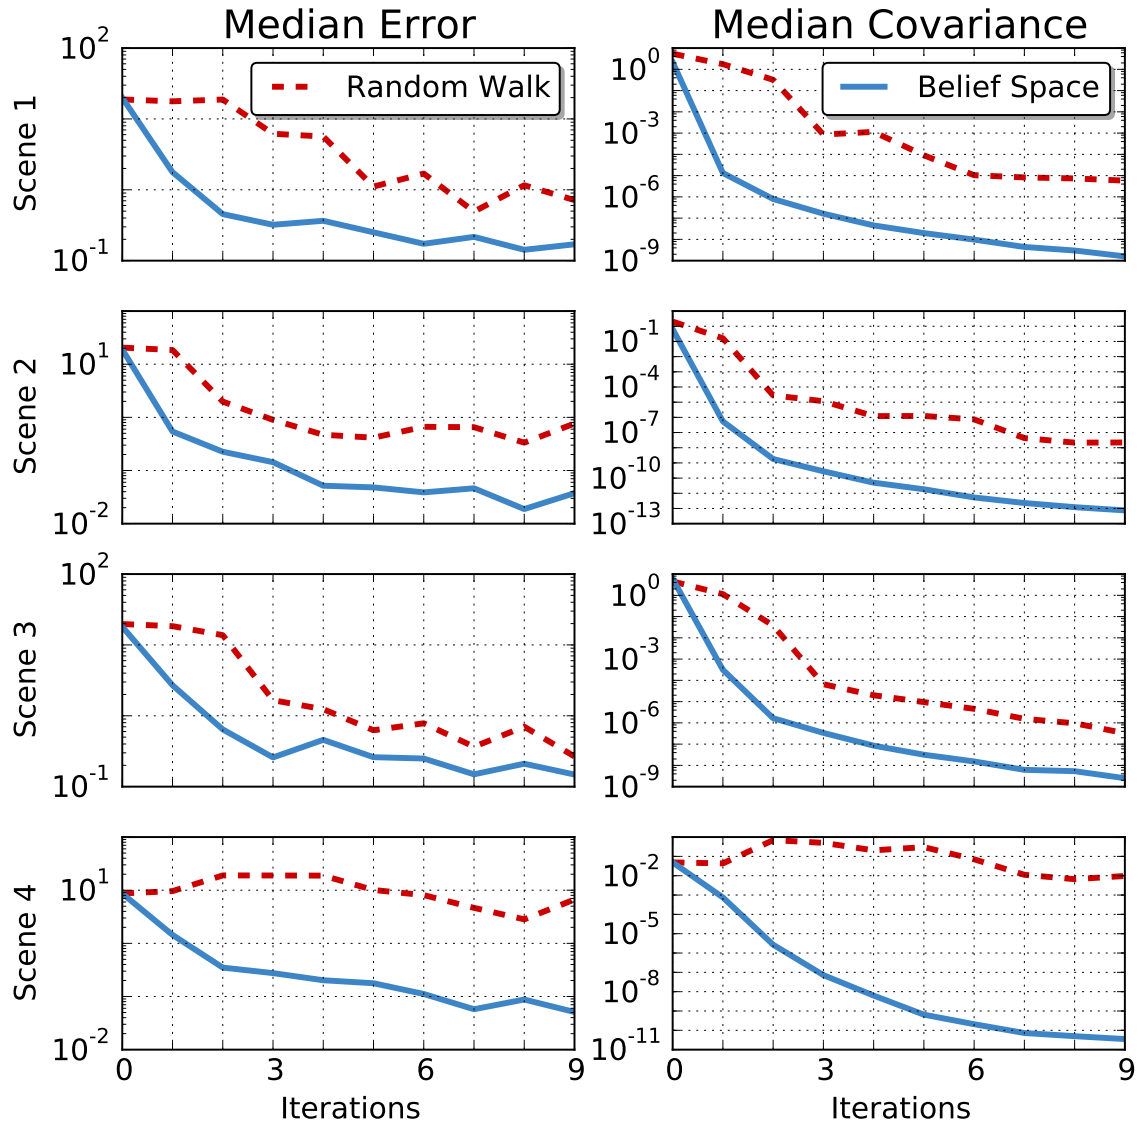 Median Error
Median Covariance
Scene 1
10^2
10^-1
Random Walk
10^0
10^-3
10^-6
10^-9
Belief Space
Scene 2
10^1
10^-2
10^-1
10^-4
10^-7
10^-7
10^-10
10^-13
Scene 3
10^2
10^-1
10^0
10^-3
10^-6
10^-9
Scene 4
10^1
10^-2
10^-2
10^-5
10^-8
10^-11
0 3 6 9
0 3 6 9
Iterations
Iterations